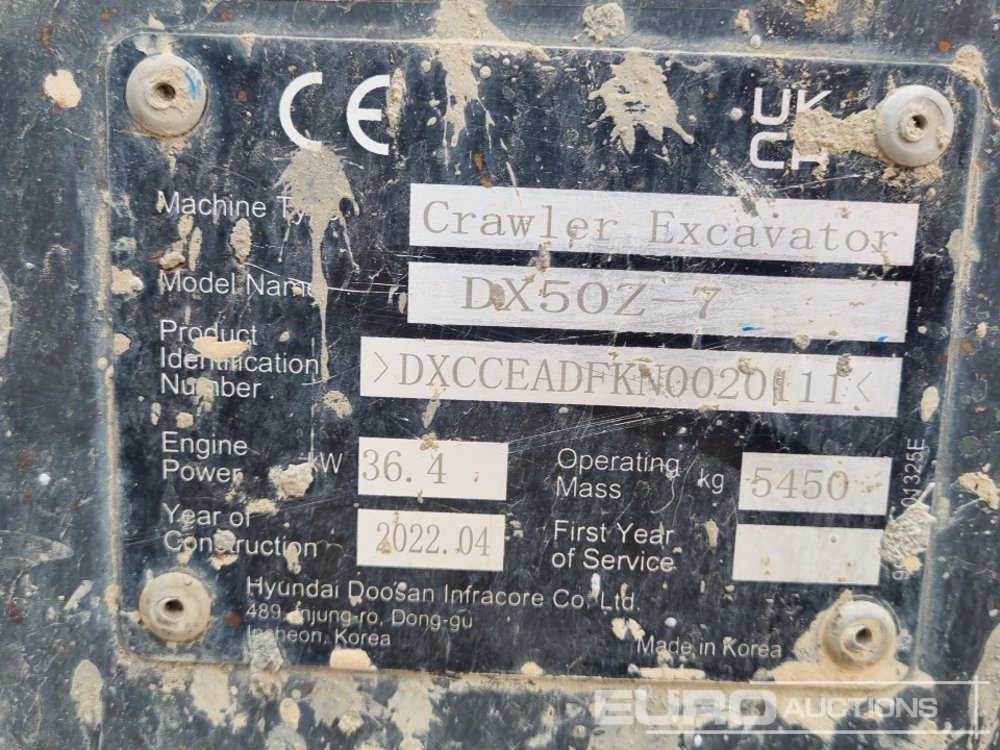 CE
UK
CA
Machine Type Crawler Excavator
Model Name DX50Z-7
Product
Identification
Number >DXCCEADFKN0020111<
Engine
Power kW 36.4
Operating
Mass kg 5450
Year of
Construction 2022.04
First Year
of Service
Hyundai Doosan Infracore Co. Ltd.
489, Injung-ro, Dong-gu
Incheon, Korea
Made in Korea
EURO AUCTIONS